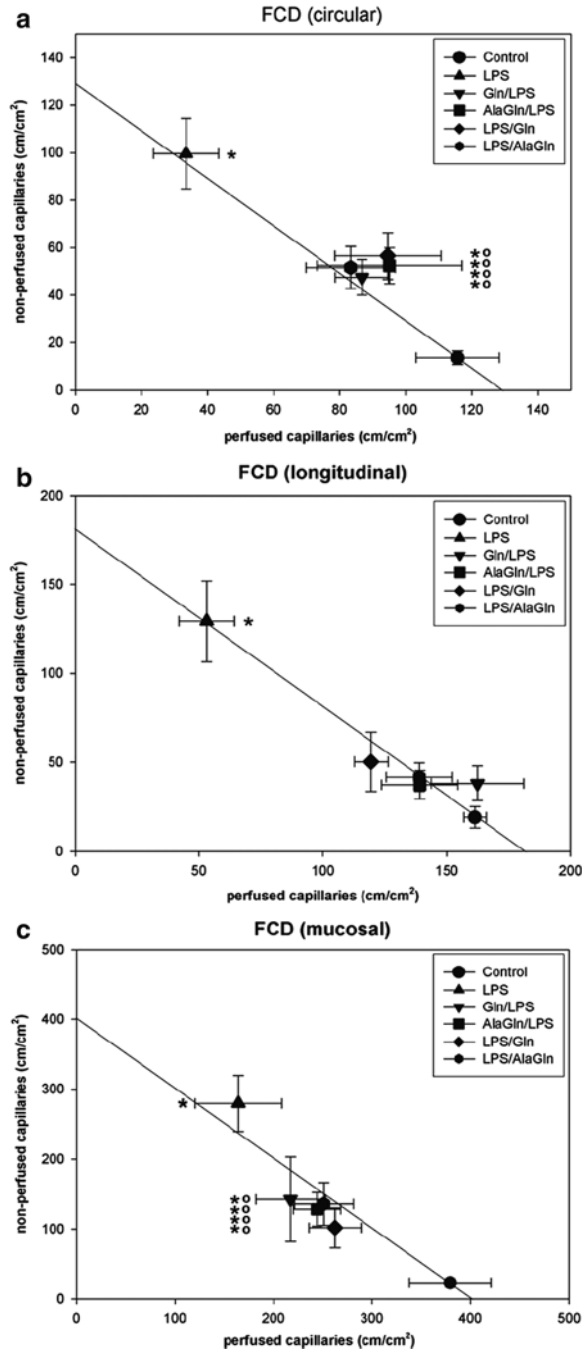 a
FCD (circular)
non-perfused capillaries (cm/cm²)
140
120
100
80
60
40
20
0
Control
LPS
Gln/LPS
AlaGln/LPS
LPS/Gln
LPS/AlaGln
*
*o
*o
*o
*o
0 20 40 60 80 100 120 140
perfused capillaries (cm/cm²)
b
FCD (longitudinal)
non-perfused capillaries (cm/cm²)
200
150
100
50
0
Control
LPS
Gln/LPS
AlaGln/LPS
LPS/Gln
LPS/AlaGln
*
0 50 100 150 200
perfused capillaries (cm/cm²)
c
FCD (mucosal)
non-perfused capillaries (cm/cm²)
500
400
300
200
100
0
Control
LPS
Gln/LPS
AlaGln/LPS
LPS/Gln
LPS/AlaGln
*
*o
*o
*o
*o
0 100 200 300 400 500
perfused capillaries (cm/cm²)